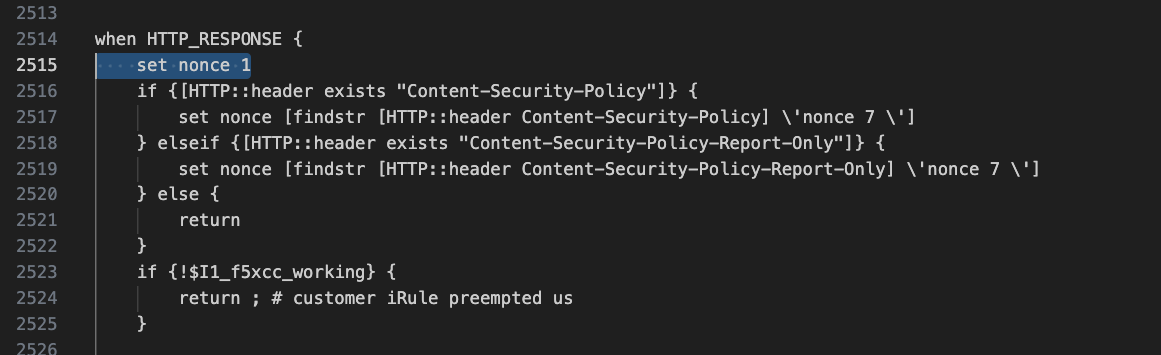 2513
2514 when HTTP_RESPONSE {
2515 set nonce 1
2516 if {[HTTP::header exists "Content-Security-Policy"]} {
2517 set nonce [findstr [HTTP::header Content-Security-Policy] \'nonce 7 \']
2518 } elseif {[HTTP::header exists "Content-Security-Policy-Report-Only"]} {
2519 set nonce [findstr [HTTP::header Content-Security-Policy-Report-Only] \'nonce 7 \']
2520 } else {
2521 return
2522 }
2523 if {!$I1_f5xcc_working} {
2524 return ; # customer iRule preempted us
2525 }
2526